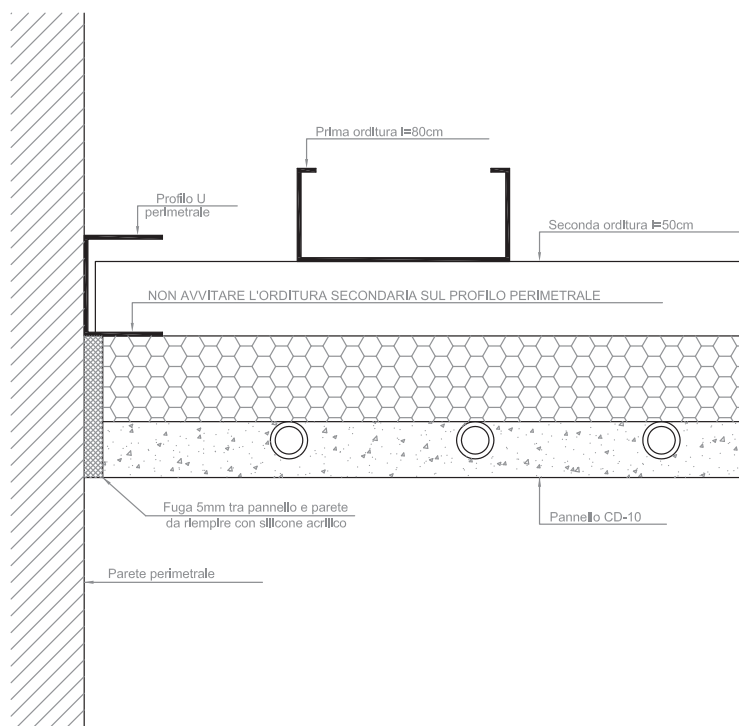 Prima orditura I=80cm
Profilo U
perimetrale
Seconda orditura I=50cm
NON AVVITARE L'ORDITURA SECONDARIA SUL PROFILO PERIMETRALE
Fuga 5mm tra pannello e parete
da riempire con silicone acrilico
Pannello CD-10
Parete perimetrale